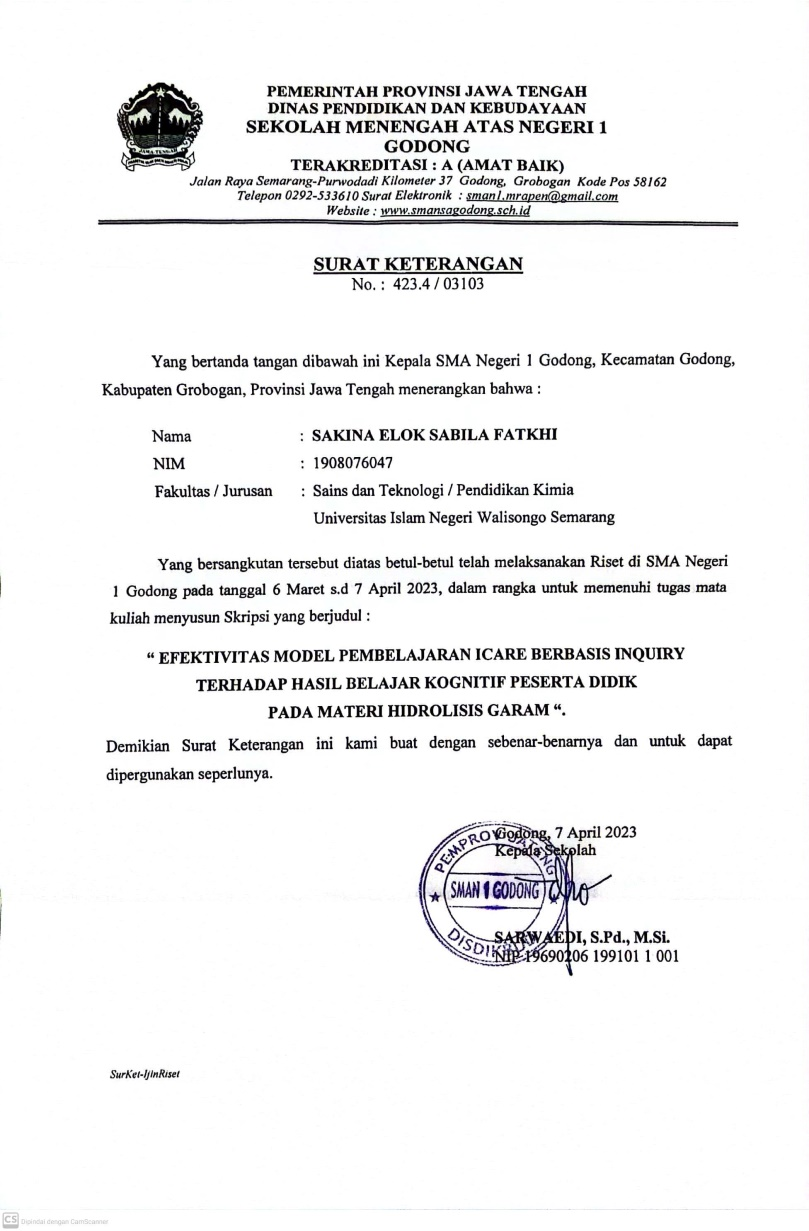 PEMERINTAH PROVINSI JAWA TENGAH
DINAS PENDIDIKAN DAN KEBUDAYAAN
SEKOLAH MENENGAH ATAS NEGERI 1
GODONG
TERAKREDITASI : A (AMAT BAIK)
Jalan Raya Semarang-Purwodadi Kilometer 37 Godong, Grobogan Kode Pos 58162
Telepon 0292-533610 Surat Elektronik : sman1.mrapen@gmail.com
Website : www.smansagodong.sch.id
JAWA TENGAH
SURAT KETERANGAN
No. : 423.4 / 03103
Yang bertanda tangan dibawah ini Kepala SMA Negeri 1 Godong, Kecamatan Godong,
Kabupaten Grobogan, Provinsi Jawa Tengah menerangkan bahwa :
Nama : SAKINA ELOK SABILA FATKHI
NIM : 1908076047
Fakultas / Jurusan : Sains dan Teknologi / Pendidikan Kimia
Universitas Islam Negeri Walisongo Semarang
Yang bersangkutan tersebut diatas betul-betul telah melaksanakan Riset di SMA Negeri
1 Godong pada tanggal 6 Maret s.d 7 April 2023, dalam rangka untuk memenuhi tugas mata
kuliah menyusun Skripsi yang berjudul :
“ EFEKTIVITAS MODEL PEMBELAJARAN ICARE BERBASIS INQUIRY
TERHADAP HASIL BELAJAR KOGNITIF PESERTA DIDIK
PADA MATERI HIDROLISIS GARAM “.
Demikian Surat Keterangan ini kami buat dengan sebenar-benarnya dan untuk dapat
dipergunakan seperlunya.
Godong, 7 April 2023
Kepala Sekolah
PEMPROV JATENG
SMAN 1 GODONG
SARWAEDI, S.Pd., M.Si.
NIP 19690206 199101 1 001
SurKet-IjinRiset
CS Dipindai dengan CamScanner